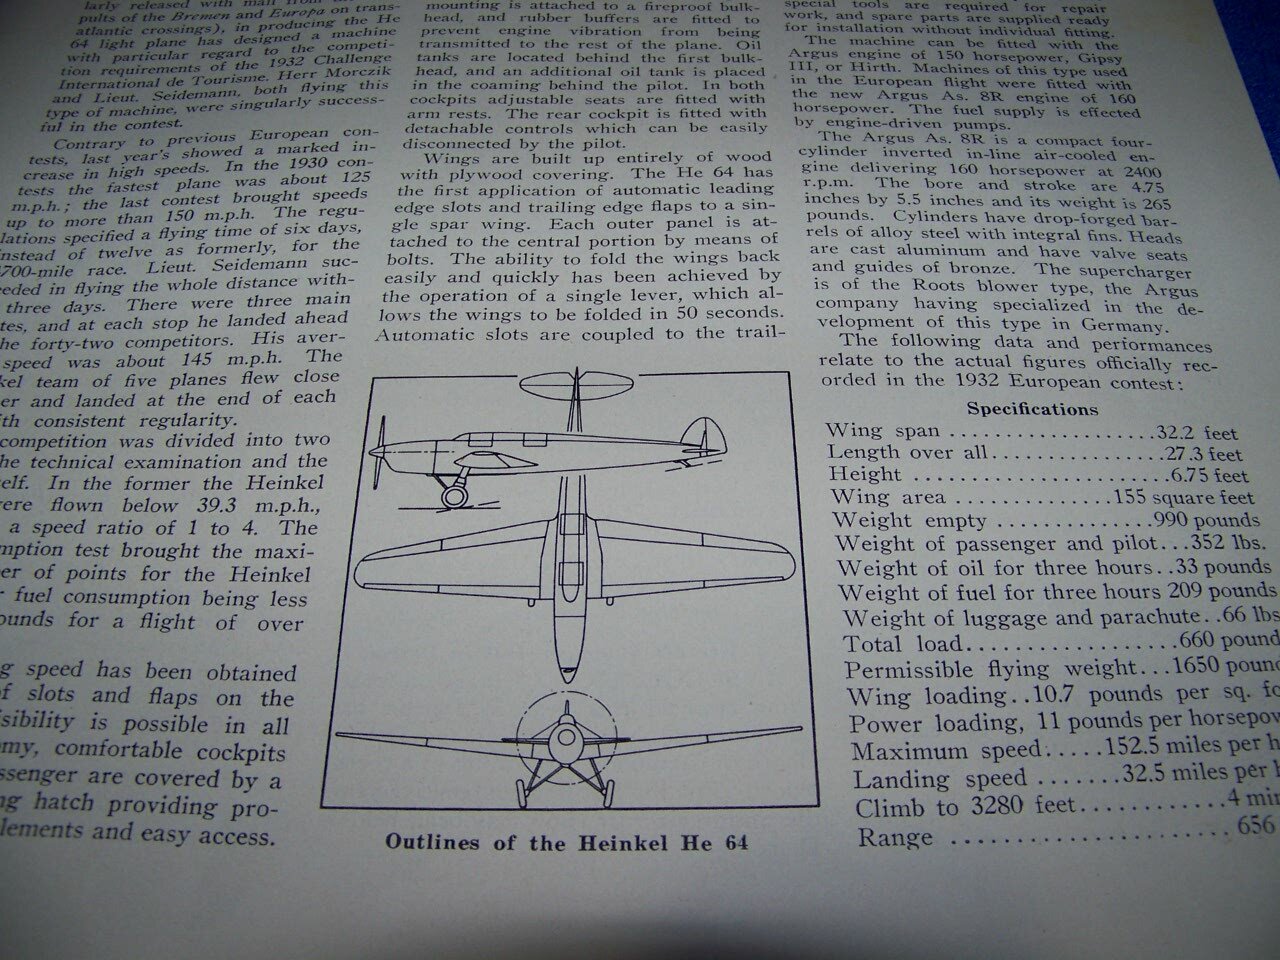 larly released with mail from the
pults of the Bremen and Europa on trans-
atlantic crossings), in producing the He
64 light plane has designed a machine
with particular regard to the competi-
tion requirements of the 1932 Challenge
International de Tourisme. Herr Morczik
and Lieut. Seidemann, both flying this
type of machine, were singularly success-
ful in the contest.
Contrary to previous European con-
tests, last year's showed a marked in-
crease in high speeds. In the 1930 con-
tests the fastest plane was about 125
m.p.h.; the last contest brought speeds
up to more than 150 m.p.h. The regu-
lations specified a flying time of six days,
instead of twelve as formerly, for the
700-mile race. Lieut. Seidemann suc-
eeded in flying the whole distance with-
three days. There were three main
tes, and at each stop he landed ahead
he forty-two competitors. His aver-
speed was about 145 m.p.h. The
kel team of five planes flew close
er and landed at the end of each
ith consistent regularity.
competition was divided into two
he technical examination and the
elf. In the former the Heinkel
ere flown below 39.3 m.p.h.,
a speed ratio of 1 to 4. The
mption test brought the maxi-
er of points for the Heinkel
r fuel consumption being less
ounds for a flight of over
g speed has been obtained
f slots and flaps on the
isibility is possible in all
my, comfortable cockpits
ssenger are covered by a
ng hatch providing pro-
lements and easy access.
mounting is attached to a fireproof bulk-
head, and rubber buffers are fitted to
prevent engine vibration from being
transmitted to the rest of the plane. Oil
tanks are located behind the first bulk-
head, and an additional oil tank is placed
in the coaming behind the pilot. In both
cockpits adjustable seats are fitted with
arm rests. The rear cockpit is fitted with
detachable controls which can be easily
disconnected by the pilot.
Wings are built up entirely of wood
with plywood covering. The He 64 has
the first application of automatic leading
edge slots and trailing edge flaps to a sin-
gle spar wing. Each outer panel is at-
tached to the central portion by means of
bolts. The ability to fold the wings back
easily and quickly has been achieved by
the operation of a single lever, which al-
lows the wings to be folded in 50 seconds.
Automatic slots are coupled to the trail-
Outlines of the Heinkel He 64
special tools are required for repair
work, and spare parts are supplied ready
for installation without individual fitting.
The machine can be fitted with the
Argus engine of 150 horsepower, Gipsy
III, or Hirth. Machines of this type used
in the European flight were fitted with
the new Argus As. 8R engine of 160
horsepower. The fuel supply is effected
by engine-driven pumps.
The Argus As. 8R is a compact four-
cylinder inverted in-line air-cooled en-
gine delivering 160 horsepower at 2400
r.p.m. The bore and stroke are 4.75
inches by 5.5 inches and its weight is 265
pounds. Cylinders have drop-forged bar-
rels of alloy steel with integral fins. Heads
are cast aluminum and have valve seats
and guides of bronze. The supercharger
is of the Roots blower type, the Argus
company having specialized in the de-
velopment of this type in Germany.
The following data and performances
relate to the actual figures officially rec-
orded in the 1932 European contest:
Specifications
Wing span ...................32.2 feet
Length over all................27.3 feet
Height .......................6.75 feet
Wing area ..............155 square feet
Weight empty .............990 pounds
Weight of passenger and pilot...352 lbs.
Weight of oil for three hours..33 pounds
Weight of fuel for three hours 209 pounds
Weight of luggage and parachute..66 lbs
Total load..................660 pound
Permissible flying weight...1650 poun
Wing loading..10.7 pounds per sq. fo
Power loading, 11 pounds per horsepow
Maximum speed......152.5 miles per h
Landing speed .......32.5 miles per h
Climb to 3280 feet............4 min
Range .......................656